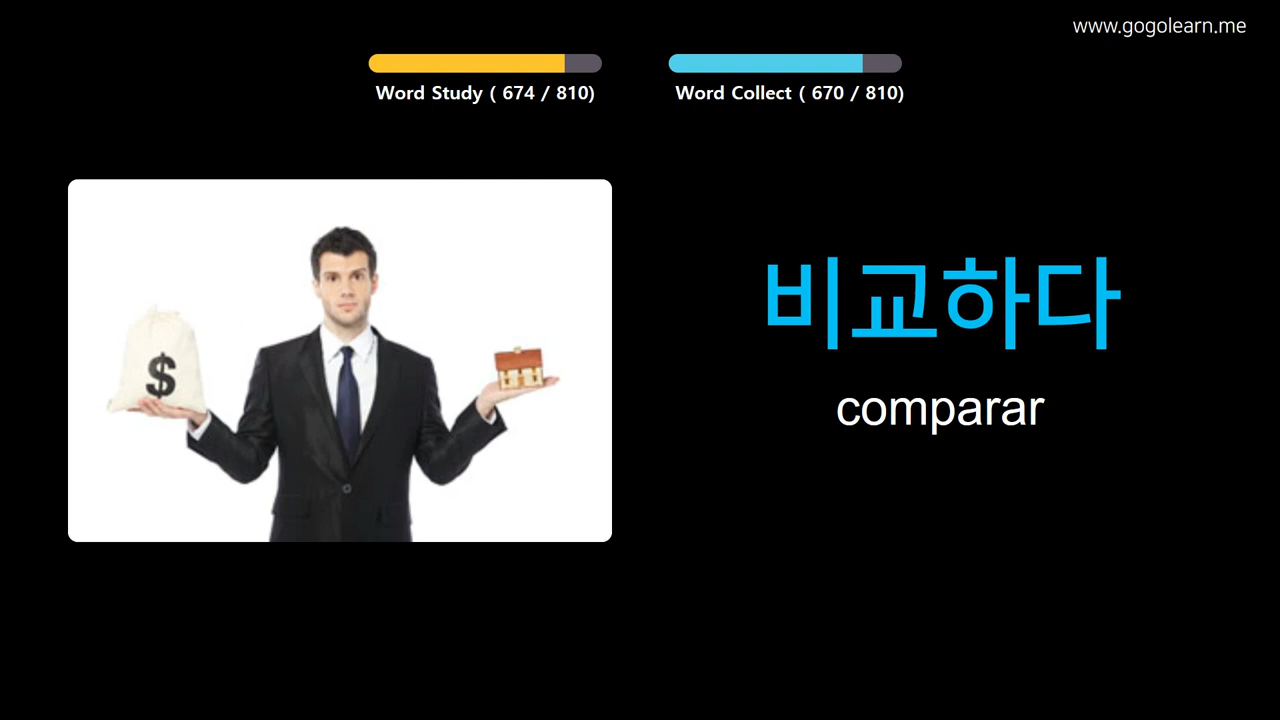 www.gogolearn.me
Word Study ( 674 / 810)
Word Collect ( 670 / 810)
$
비교하다
comparar